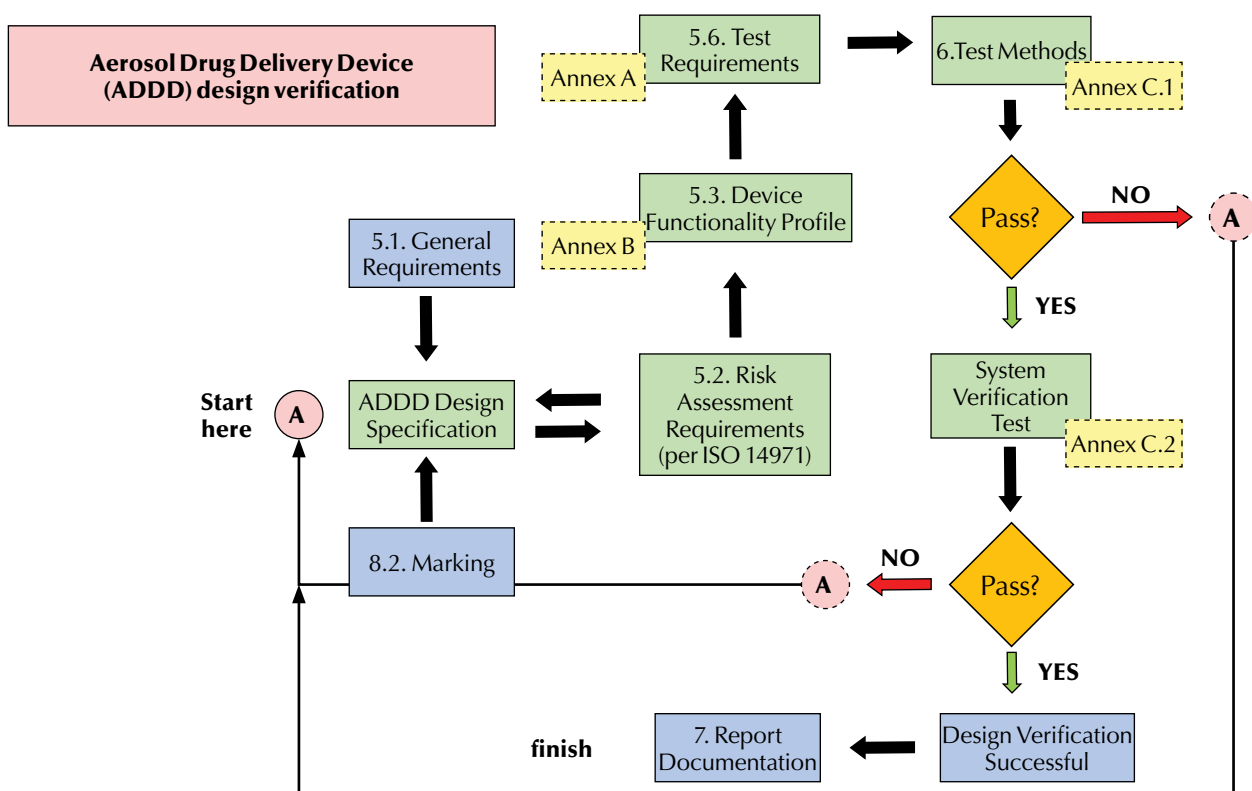 Aerosol Drug Delivery Device
(ADDD) design verification
5.6. Test
Requirements
Annex A
6.Test Methods
Annex C.1
5.3. Device
Functionality Profile
Annex B
Pass?
NO
A
5.1. General
Requirements
YES
Start
here
A
ADDD Design
Specification
5.2. Risk
Assessment
Requirements
(per ISO 14971)
System
Verification
Test
Annex C.2
8.2. Marking
A
NO
Pass?
YES
finish
7. Report
Documentation
Design Verification
Successful